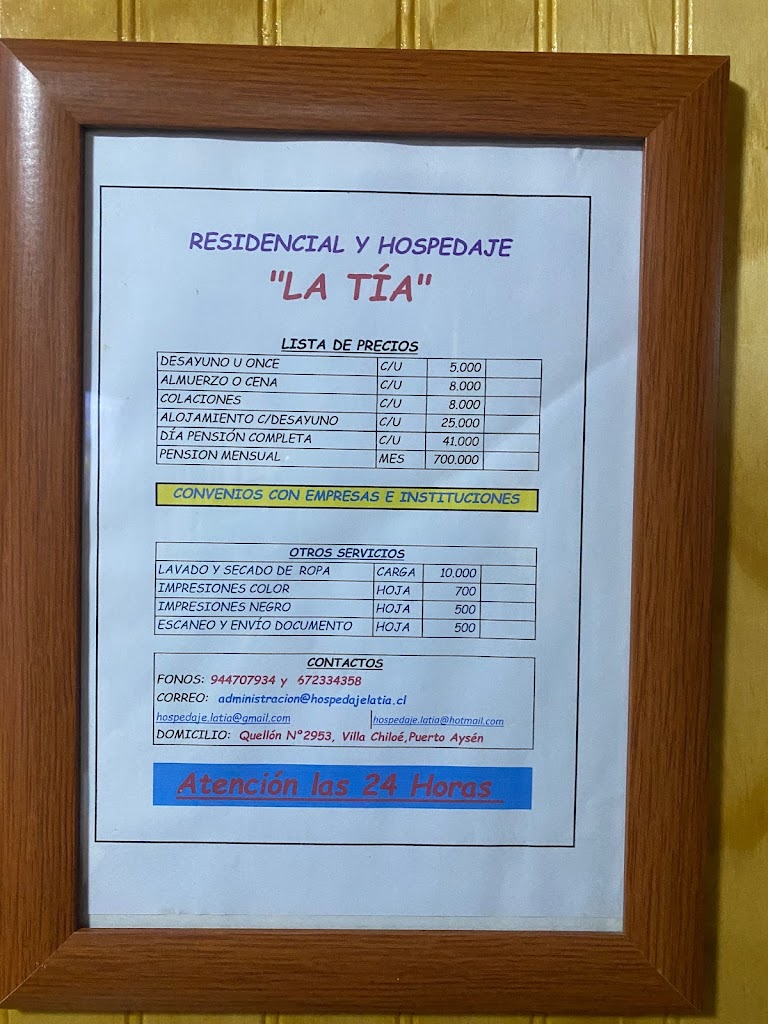 RESIDENCIAL Y HOSPEDAJE
"LA TÍA"
LISTA DE PRECIOS
DESAYUNO U ONCE C/U 5.000
ALMUERZO O CENA C/U 8.000
COLACIONES C/U 8.000
ALOJAMIENTO C/DESAYUNO C/U 25.000
DÍA PENSIÓN COMPLETA C/U 41.000
PENSION MENSUAL MES 700.000
CONVENIOS CON EMPRESAS E INSTITUCIONES
OTROS SERVICIOS
LAVADO Y SECADO DE ROPA CARGA 10.000
IMPRESIONES COLOR HOJA 700
IMPRESIONES NEGRO HOJA 500
ESCANEO Y ENVÍO DOCUMENTO HOJA 500
CONTACTOS
FONOS: 944707934 y 672334358
CORREO: administracion@hospedajelatia.cl
hospedaje.latia@gmail.com hospedaje.latia@hotmail.com
DOMICILIO: Quellón Nº2953, Villa Chiloé,Puerto Aysén
Atención las 24 Horas